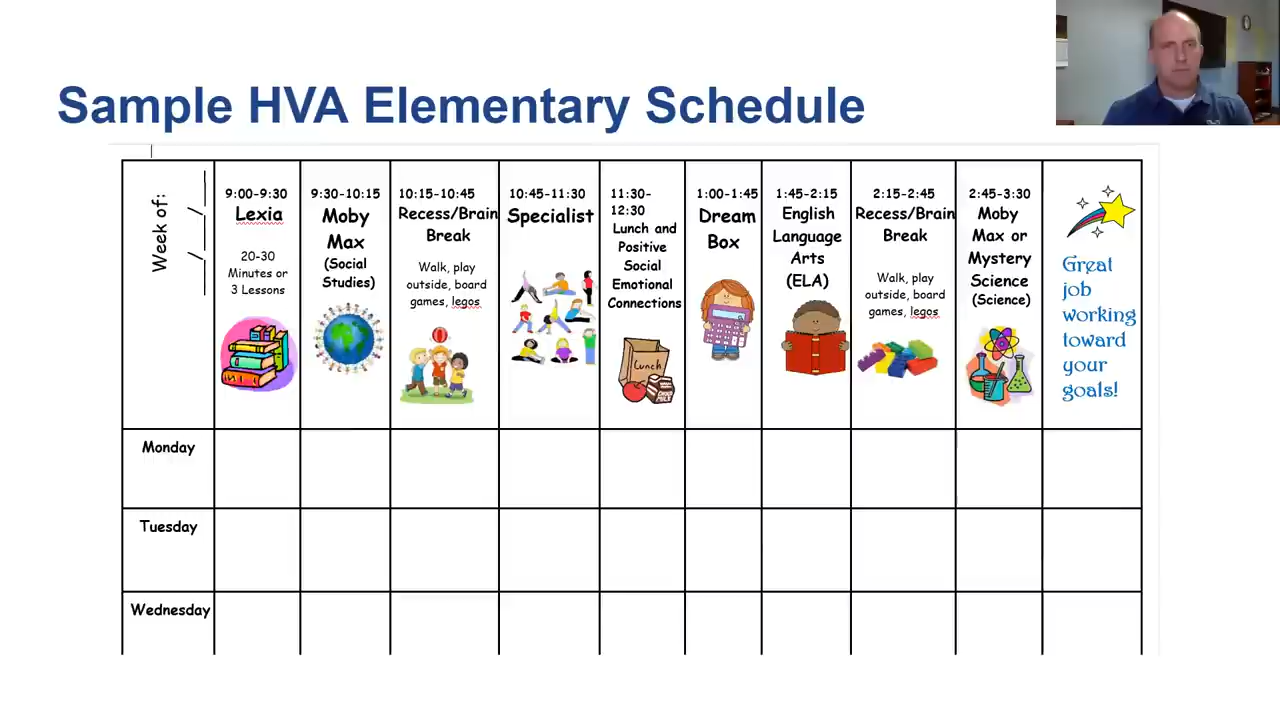 Sample HVA Elementary Schedule
Week of:
/
/
9:00-9:30
Lexia
20-30
Minutes or
3 Lessons
9:30-10:15
Moby
Max
(Social
Studies)
10:15-10:45
Recess/Brain
Break
Walk, play
outside, board
games, legos
10:45-11:30
Specialist
11:30-
12:30
Lunch and
Positive
Social
Emotional
Connections
Lunch
1:00-1:45
Dream
Box
1:45-2:15
English
Language
Arts
(ELA)
2:15-2:45
Recess/Brain
Break
Walk, play
outside, board
games, legos
2:45-3:30
Moby
Max or
Mystery
Science
(Science)
Great
job
working
toward
your
goals!
Monday
Tuesday
Wednesday